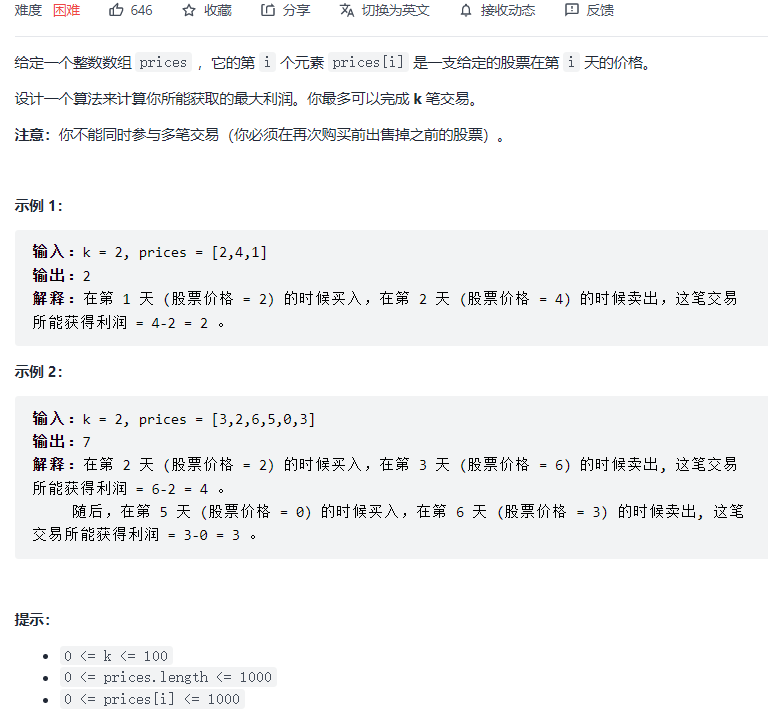 难度 困难 646 收藏 分享 切换为英文 接收动态 反馈
给定一个整数数组 prices ，它的第 i 个元素 prices[i] 是一支给定的股票在第 i 天的价格。
设计一个算法来计算你所能获取的最大利润。你最多可以完成 k 笔交易。
注意：你不能同时参与多笔交易（你必须在再次购买前出售掉之前的股票）。
示例 1：
输入：k = 2, prices = [2,4,1]
输出：2
解释：在第 1 天 (股票价格 = 2) 的时候买入，在第 2 天 (股票价格 = 4) 的时候卖出，这笔交易
所能获得利润 = 4-2 = 2 。
示例 2：
输入：k = 2, prices = [3,2,6,5,0,3]
输出：7
解释：在第 2 天 (股票价格 = 2) 的时候买入，在第 3 天 (股票价格 = 6) 的时候卖出, 这笔交易
所能获得利润 = 6-2 = 4 。
随后，在第 5 天 (股票价格 = 0) 的时候买入，在第 6 天 (股票价格 = 3) 的时候卖出, 这笔
交易所能获得利润 = 3-0 = 3 。
提示：
• 0 <= k <= 100
• 0 <= prices.length <= 1000
• 0 <= prices[i] <= 1000